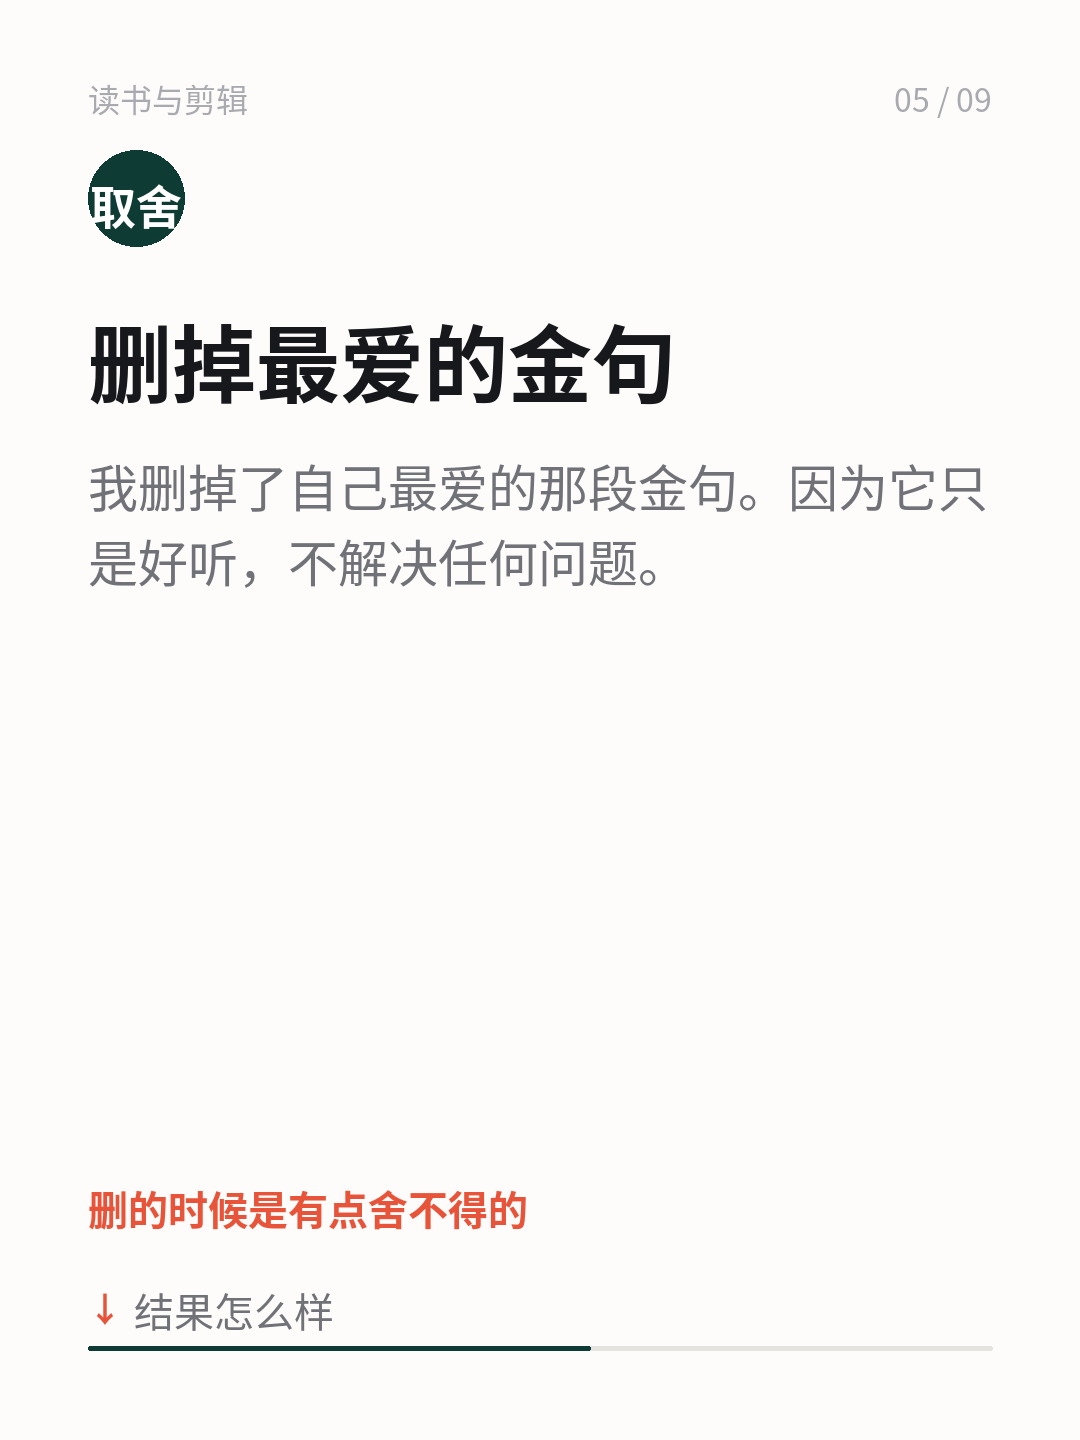 读书与剪辑
05 / 09
取舍
删掉最爱的金句
我删掉了自己最爱的那段金句。因为它只
是好听，不解决任何问题。
删的时候是有点舍不得的
↓ 结果怎么样